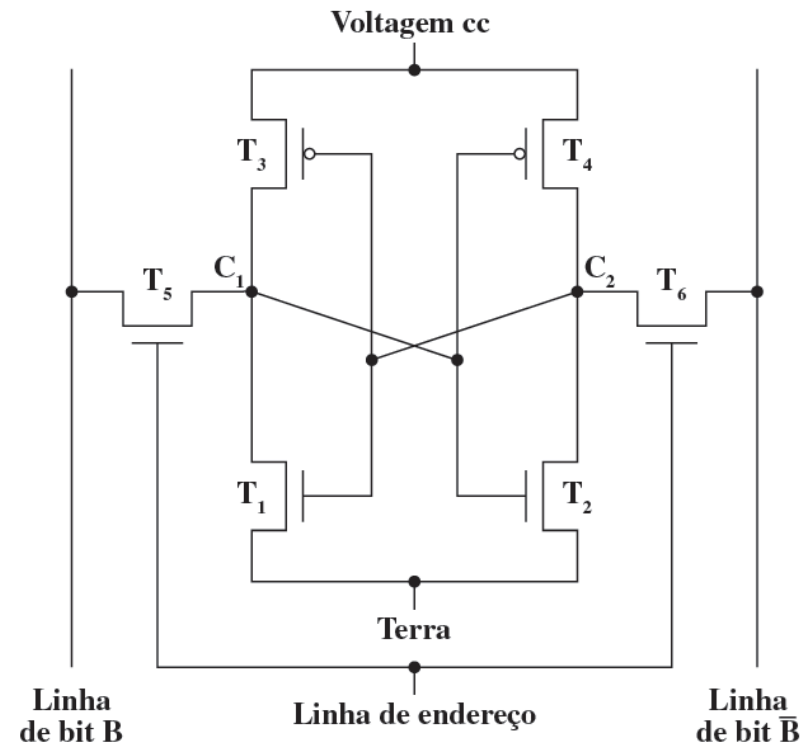 Voltagem cc
T₃
T₄
T₅
C₁
C₂
T₆
T₁
T₂
Terra
Linha
de bit B
Linha de endereço
Linha
de bit B̅